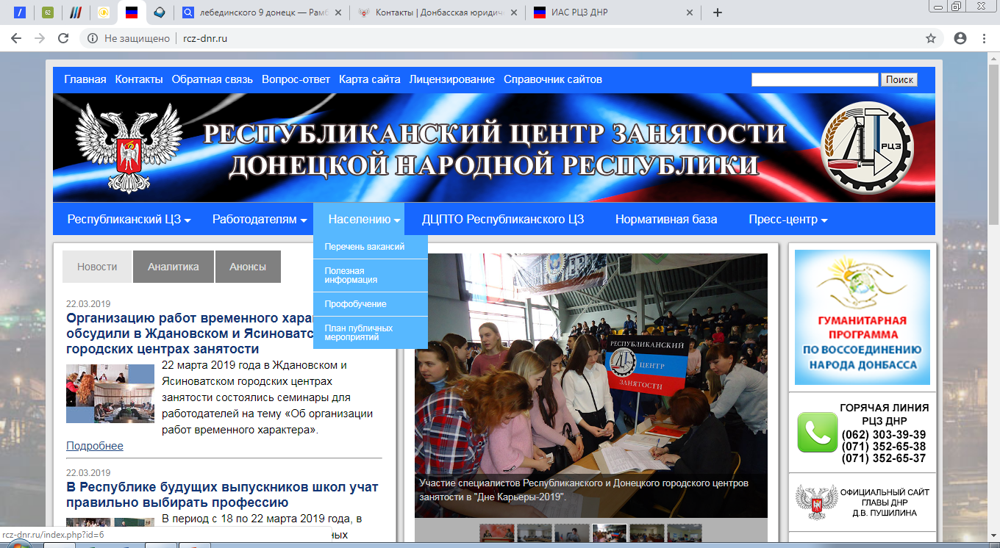 62
лебединского 9 донецк — Рамб
Контакты | Донбасская юридич
ИАС РЦЗ ДНР
Не защищено
rcz-dnr.ru
Главная Контакты Обратная связь Вопрос-ответ Карта сайта Лицензирование Справочник сайтов
Поиск
РЕСПУБЛИКАНСКИЙ ЦЕНТР ЗАНЯТОСТИ
ДОНЕЦКОЙ НАРОДНОЙ РЕСПУБЛИКИ
РЦЗ
Республиканский ЦЗ Работодателям Населению ДЦПТО Республиканского ЦЗ Нормативная база Пресс-центр
Перечень вакансий
Полезная
информация
Профобучение
План публичных
мероприятий
Новости Аналитика Анонсы
22.03.2019
Организацию работ временного хара
обсудили в Ждановском и Ясиноватс
городских центрах занятости
22 марта 2019 года в Ждановском и
Ясиноватском городских центрах
занятости состоялись семинары для
работодателей на тему «Об организации
работ временного характера».
Подробнее
22.03.2019
В Республике будущих выпускников школ учат
правильно выбирать профессию
В период с 18 по 22 марта 2019 года, в
ных
rcz-dnr.ru/index.php?id=6
РЕСПУБЛИКАНСКИЙ
ЦЕНТР
ЗАНЯТОСТИ
Участие специалистов Республиканского и Донецкого городского центров
занятости в "Дне Карьеры-2019".
ГУМАНИТАРНАЯ
ПРОГРАММА
ПО ВОССОЕДИНЕНИЮ
НАРОДА ДОНБАССА
ГОРЯЧАЯ ЛИНИЯ
РЦЗ ДНР
(062) 303-39-39
(071) 352-65-38
(071) 352-65-37
ОФИЦИАЛЬНЫЙ САЙТ
ГЛАВЫ ДНР
Д.В. ПУШИЛИНА